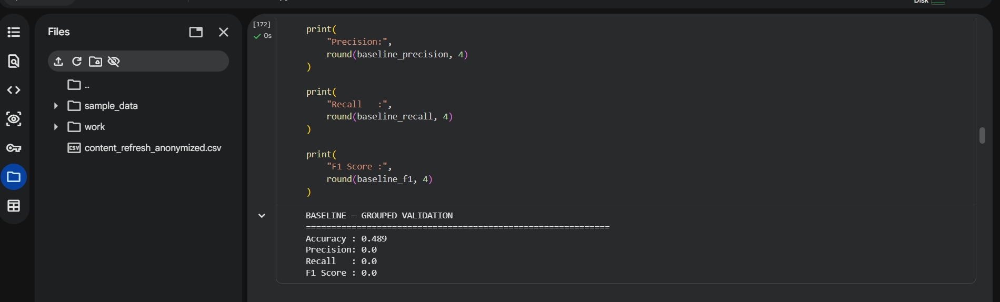 Disk
Files
..
sample_data
work
CSV content_refresh_anonymized.csv
[172]
0s
print(
"Precision:",
round(baseline_precision, 4)
)
print(
"Recall   :",
round(baseline_recall, 4)
)
print(
"F1 Score :",
round(baseline_f1, 4)
)
BASELINE — GROUPED VALIDATION
============================================================
Accuracy : 0.489
Precision: 0.0
Recall   : 0.0
F1 Score : 0.0